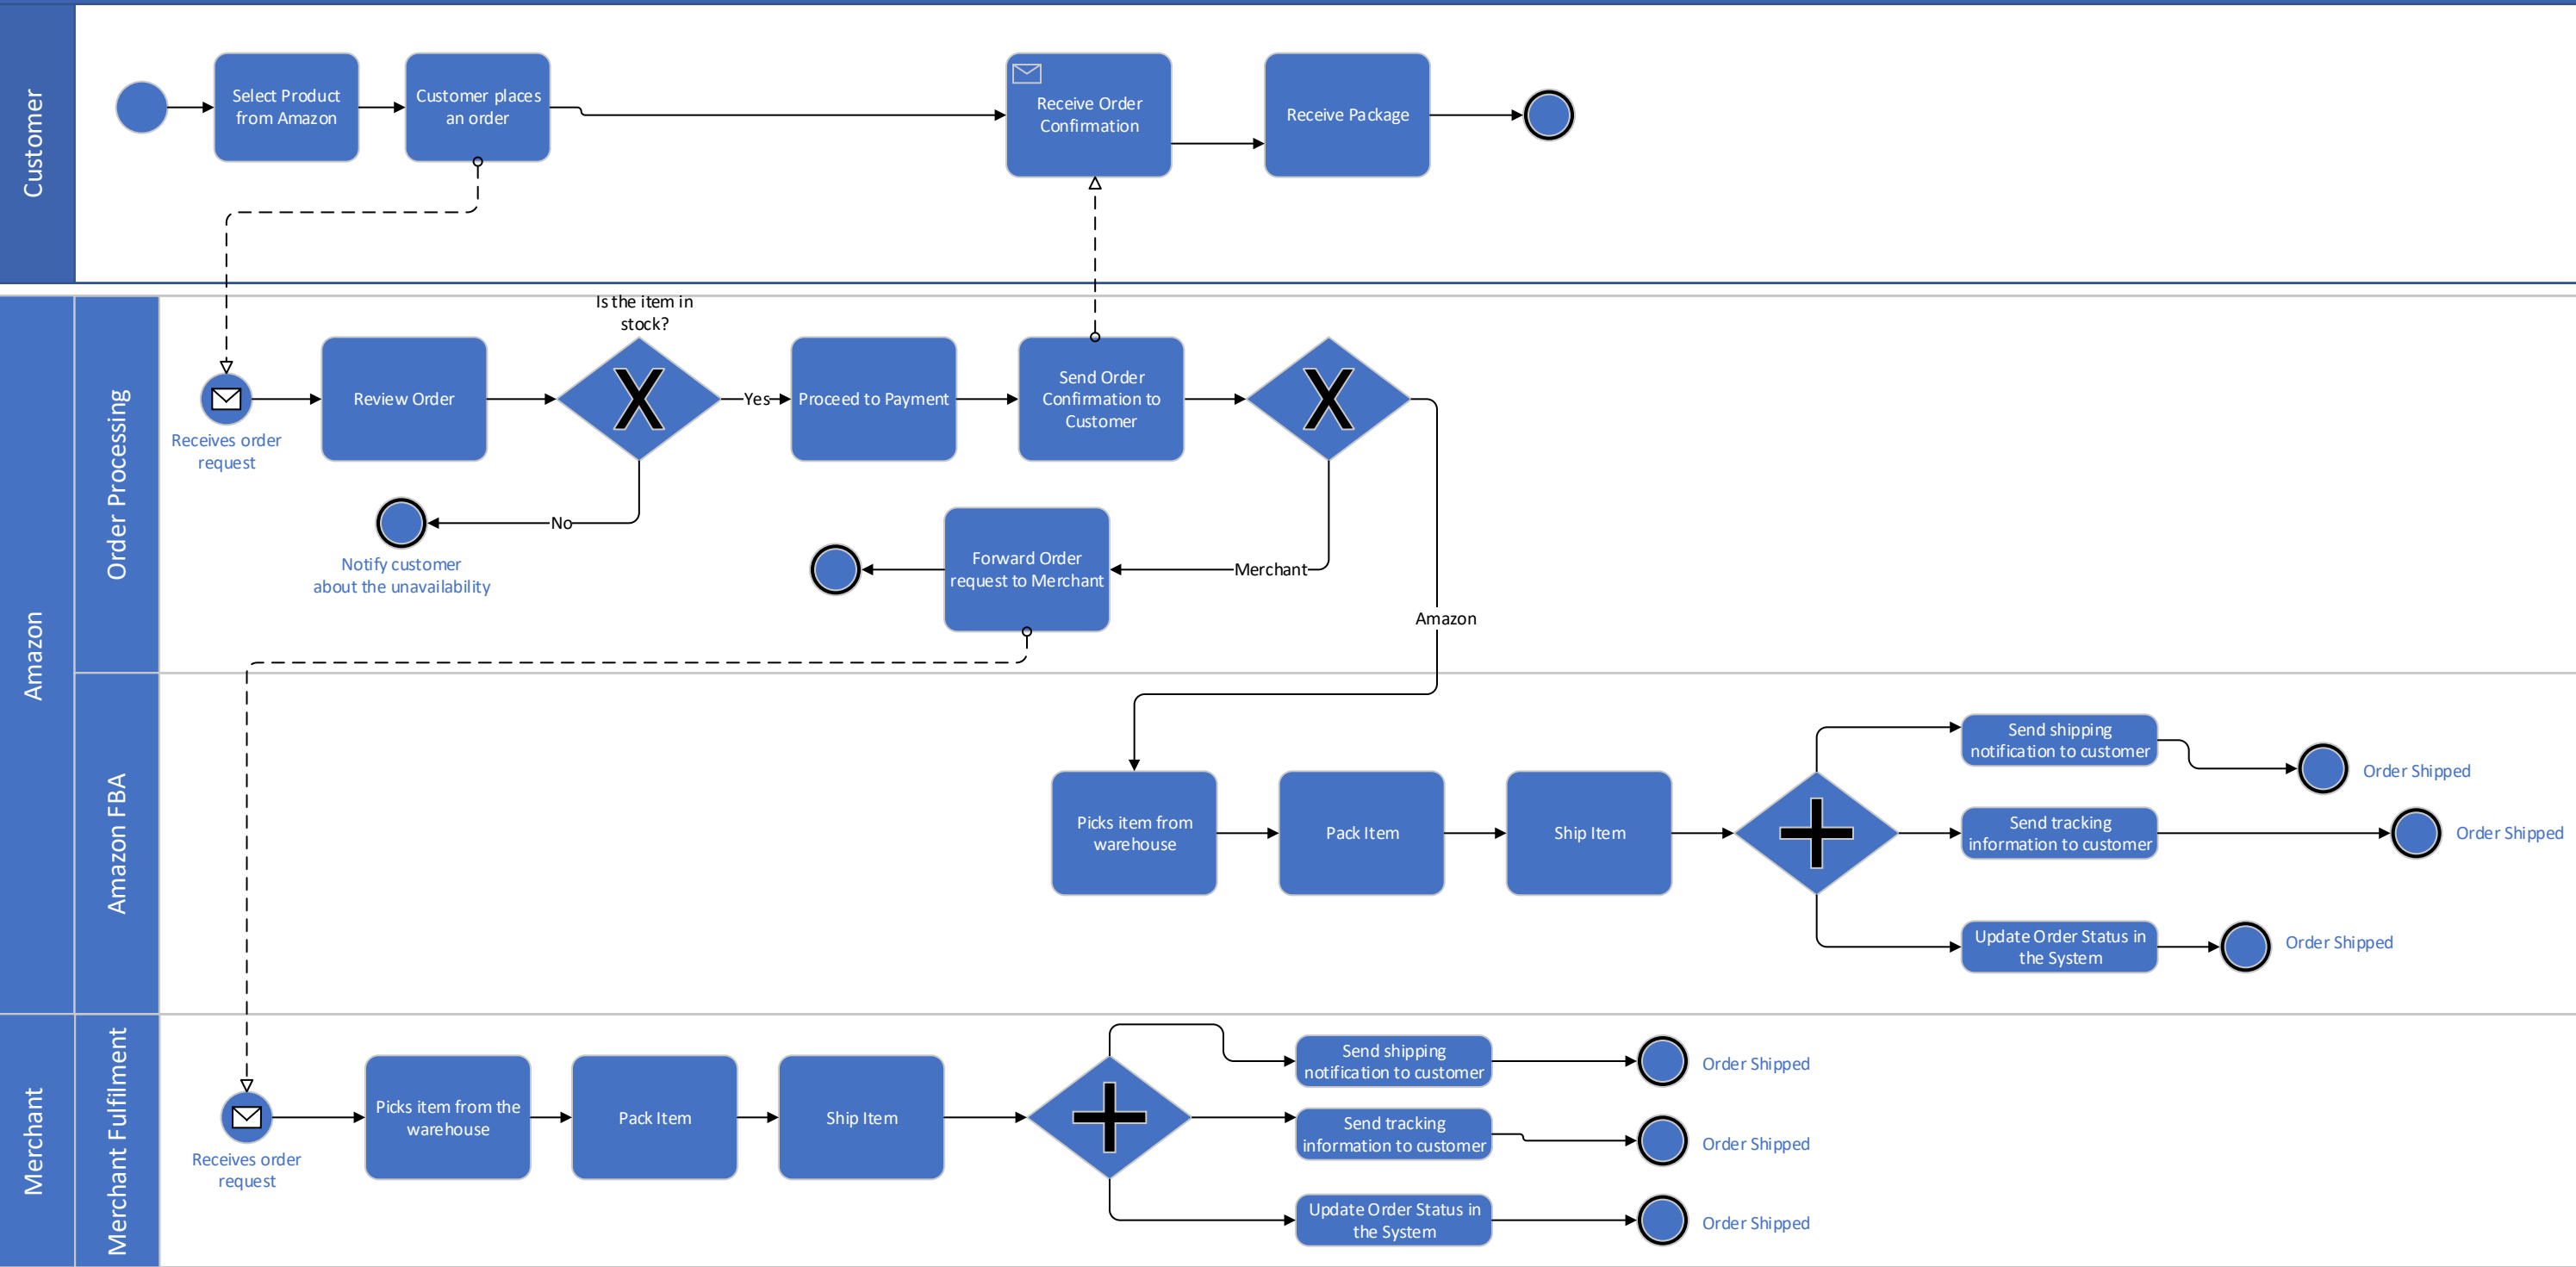 Customer
Select Product
from Amazon
Customer places
an order
Receive Order
Confirmation
Receive Package
Amazon
Order Processing
Receives order
request
Review Order
Is the item in
stock?
Yes
Proceed to Payment
Send Order
Confirmation to
Customer
No
Notify customer
about the unavailability
Forward Order
request to Merchant
Merchant
Amazon
Amazon FBA
Picks item from
warehouse
Pack Item
Ship Item
Send shipping
notification to customer
Order Shipped
Send tracking
information to customer
Order Shipped
Update Order Status in
the System
Order Shipped
Merchant
Merchant Fulfilment
Receives order
request
Picks item from the
warehouse
Pack Item
Ship Item
Send shipping
notification to customer
Order Shipped
Send tracking
information to customer
Order Shipped
Update Order Status in
the System
Order Shipped